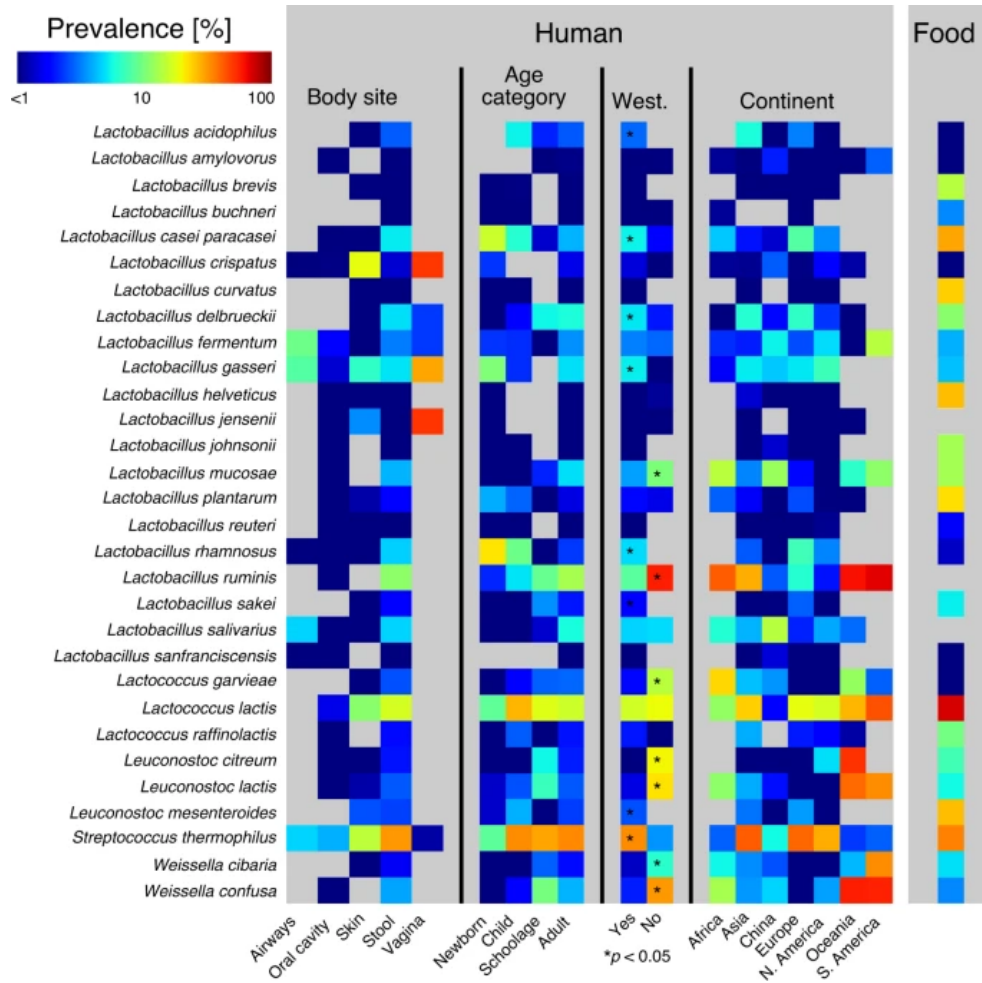 Prevalence [%]
<1 10 100
Human
Food
Body site
Age
category
West.
Continent
Lactobacillus acidophilus
*
Lactobacillus amylovorus
Lactobacillus brevis
Lactobacillus buchneri
Lactobacillus casei paracasei
*
Lactobacillus crispatus
Lactobacillus curvatus
Lactobacillus delbrueckii
*
Lactobacillus fermentum
Lactobacillus gasseri
*
Lactobacillus helveticus
Lactobacillus jensenii
Lactobacillus johnsonii
Lactobacillus mucosae
*
Lactobacillus plantarum
Lactobacillus reuteri
Lactobacillus rhamnosus
*
Lactobacillus ruminis
*
Lactobacillus sakei
*
Lactobacillus salivarius
Lactobacillus sanfranciscensis
Lactococcus garvieae
*
Lactococcus lactis
Lactococcus raffinolactis
Leuconostoc citreum
*
Leuconostoc lactis
*
Leuconostoc mesenteroides
*
Streptococcus thermophilus
*
Weissella cibaria
*
Weissella confusa
*
Airways
Oral cavity
Skin
Stool
Vagina
Newborn
Child
Schoolage
Adult
Yes
No
Africa
Asia
China
Europe
N. America
Oceania
S. America
*p < 0.05